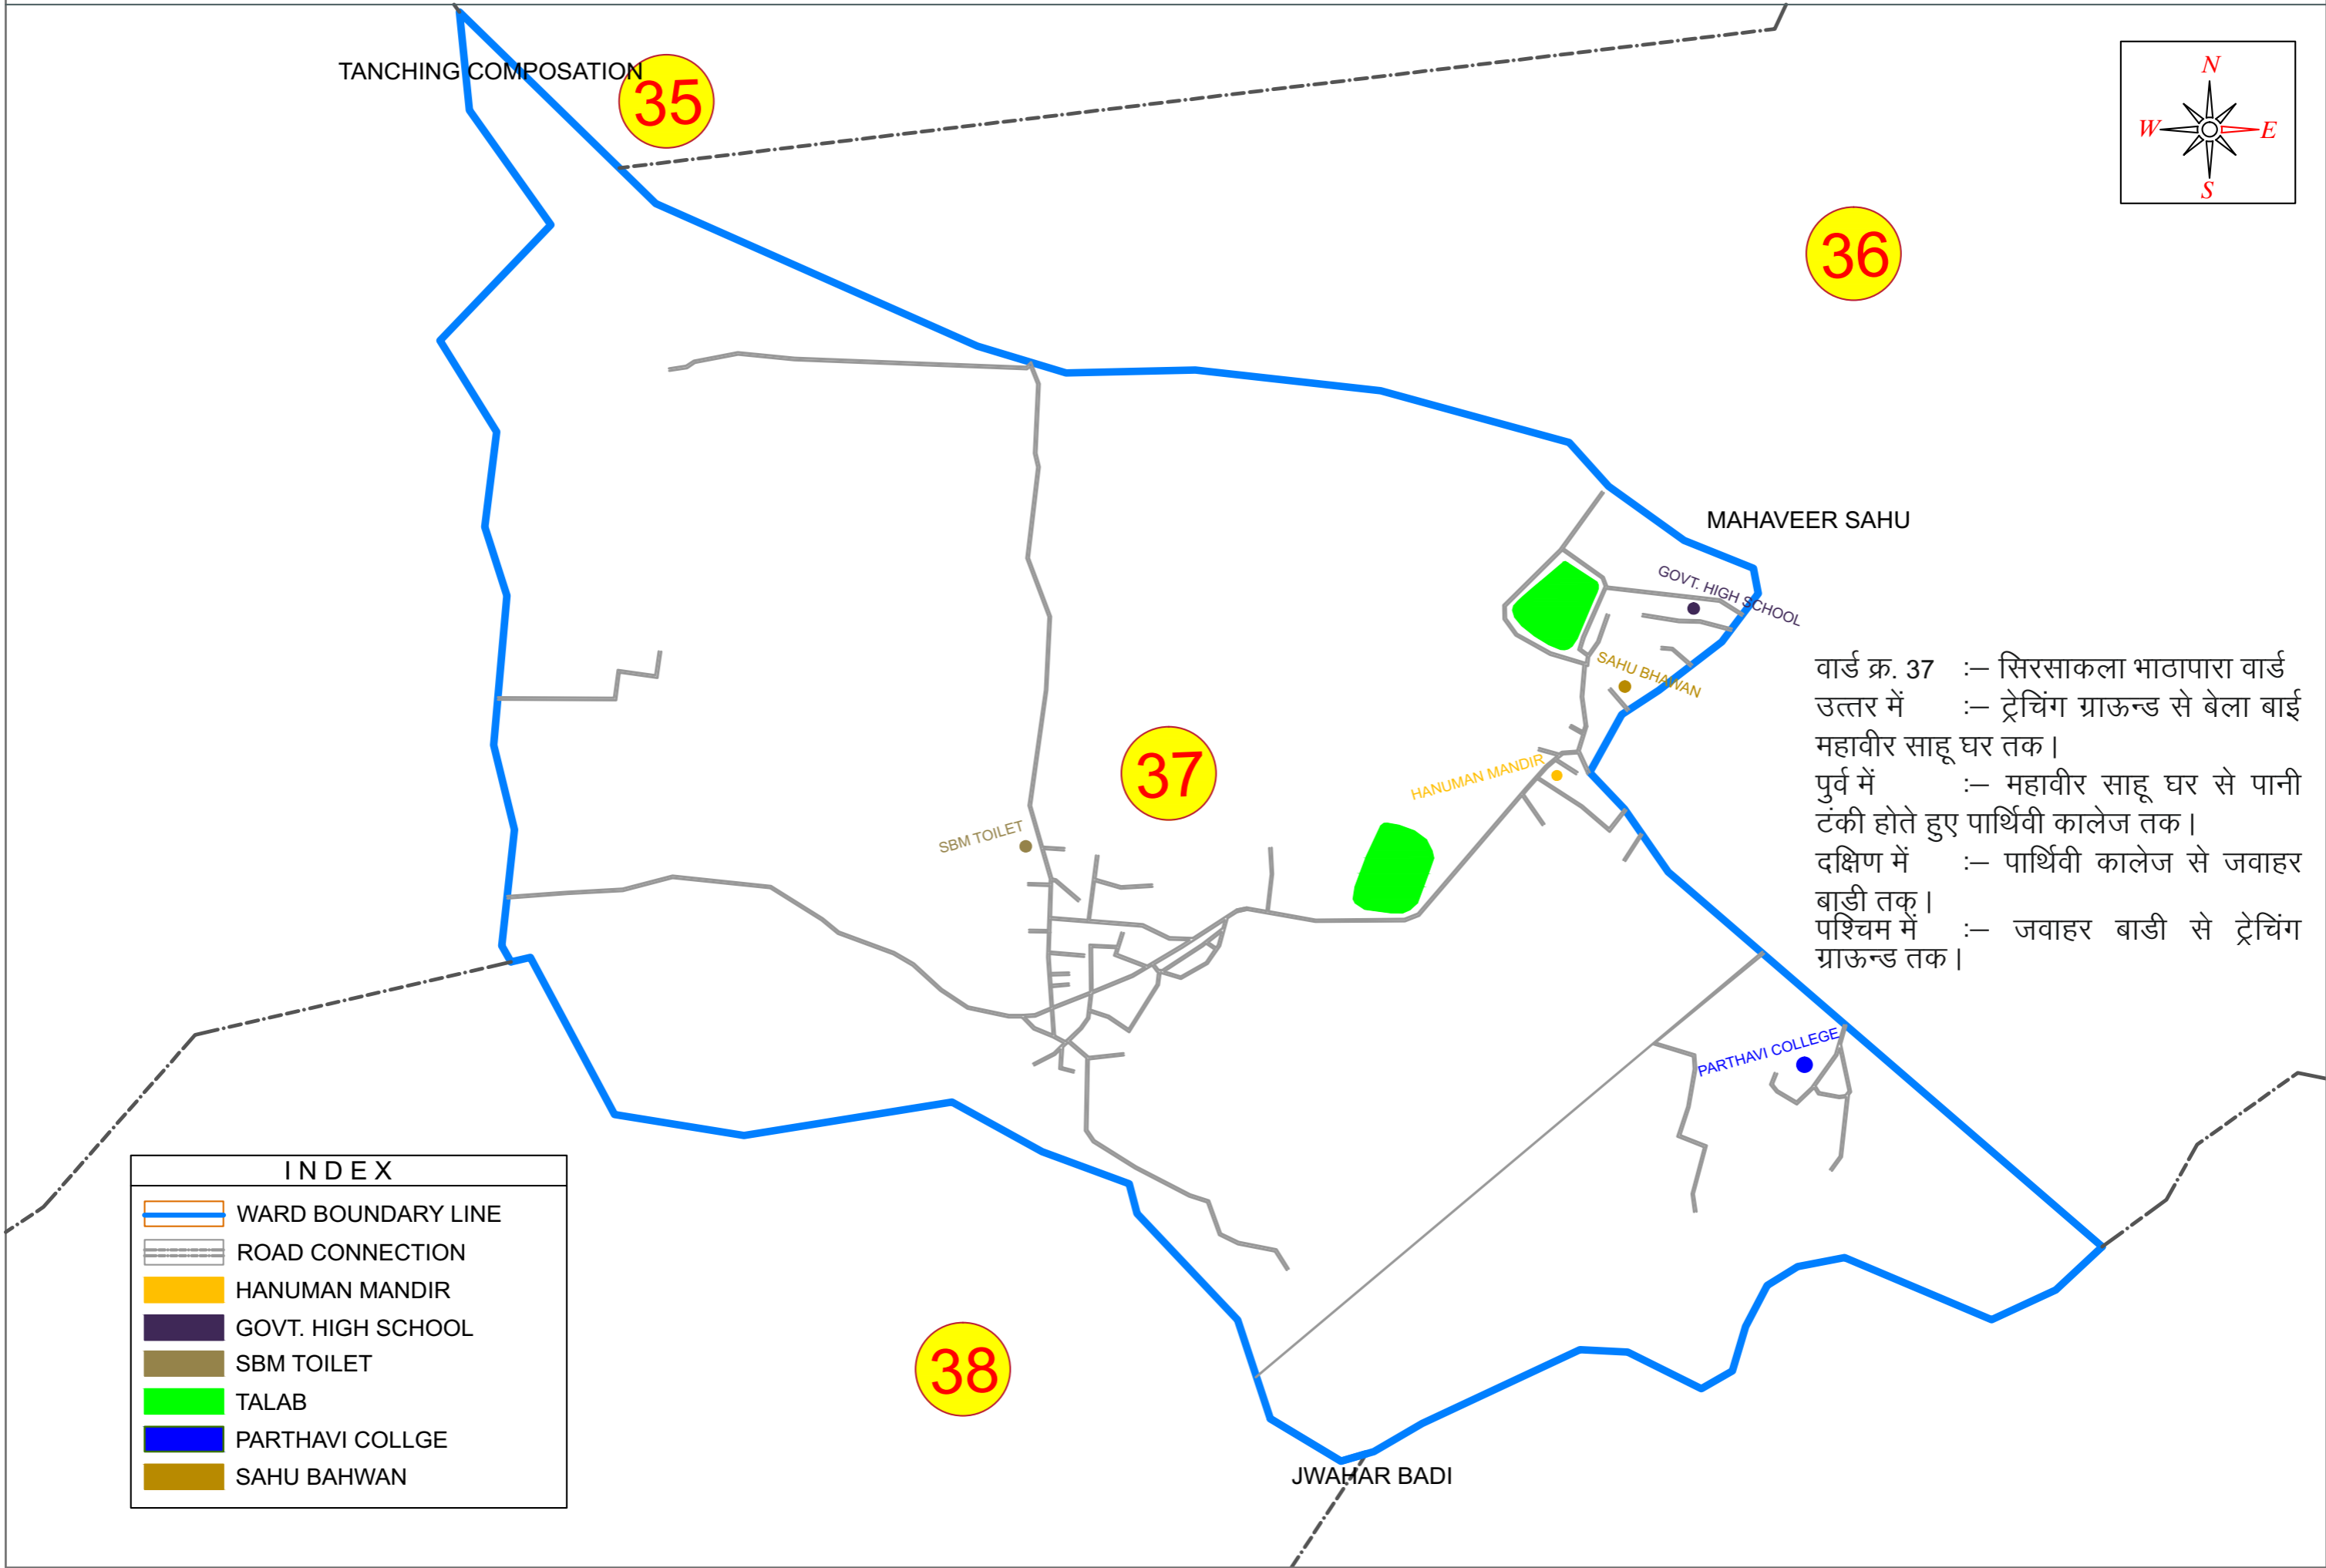 TANCHING COMPOSATION
35
N
W E
S
36
MAHAVEER SAHU
GOVT. HIGH SCHOOL
SAHU BHAWAN
वार्ड क्र. 37 :– सिरसाकला भाठापारा वार्ड
उत्तर में :– ट्रेचिंग ग्राऊन्ड से बेला बाई
महावीर साहू घर तक |
पुर्व में :– महावीर साहू घर से पानी
टंकी होते हुए पार्थिवी कालेज तक |
दक्षिण में :– पार्थिवी कालेज से जवाहर
बाडी तक |
पश्चिम में :– जवाहर बाडी से ट्रेचिंग
ग्राऊन्ड तक |
37
HANUMAN MANDIR
SBM TOILET
PARTHAVI COLLEGE
INDEX
WARD BOUNDARY LINE
ROAD CONNECTION
HANUMAN MANDIR
GOVT. HIGH SCHOOL
SBM TOILET
TALAB
PARTHAVI COLLGE
SAHU BAHWAN
38
JWAHAR BADI